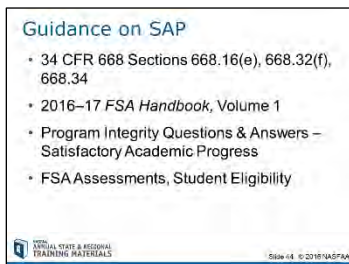 Guidance on SAP
• 34 CFR 668 Sections 668.16(e), 668.32(f),
668.34
• 2016–17 FSA Handbook, Volume 1
• Program Integrity Questions & Answers –
Satisfactory Academic Progress
• FSA Assessments, Student Eligibility
NASFAA
ANNUAL STATE & REGIONAL
TRAINING MATERIALS
Slide 44 © 2016 NASFAA